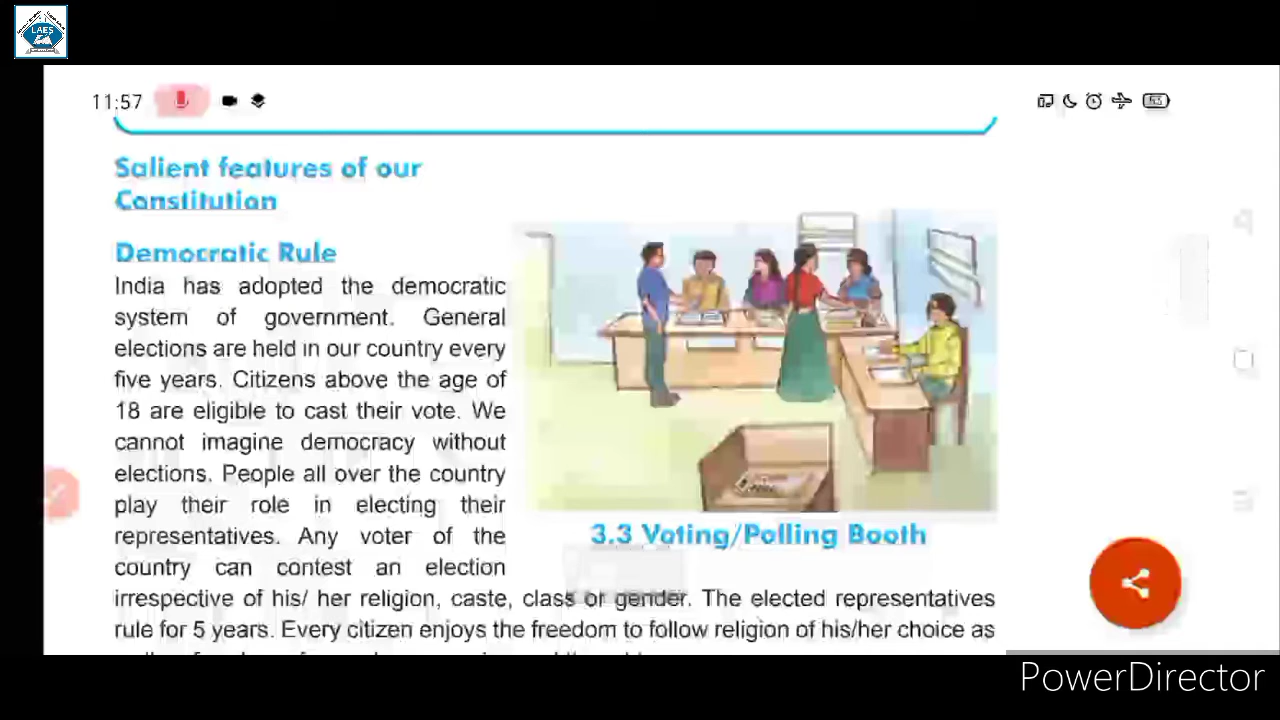 LAES
11:57
53
Salient features of our
Constitution
Democratic Rule
India has adopted the democratic
system of government. General
elections are held in our country every
five years. Citizens above the age of
18 are eligible to cast their vote. We
cannot imagine democracy without
elections. People all over the country
play their role in electing their
representatives. Any voter of the
country can contest an election
irrespective of his/ her religion, caste, class or gender. The elected representatives
rule for 5 years. Every citizen enjoys the freedom to follow religion of his/her choice as
3.3 Voting/Polling Booth
PowerDirector